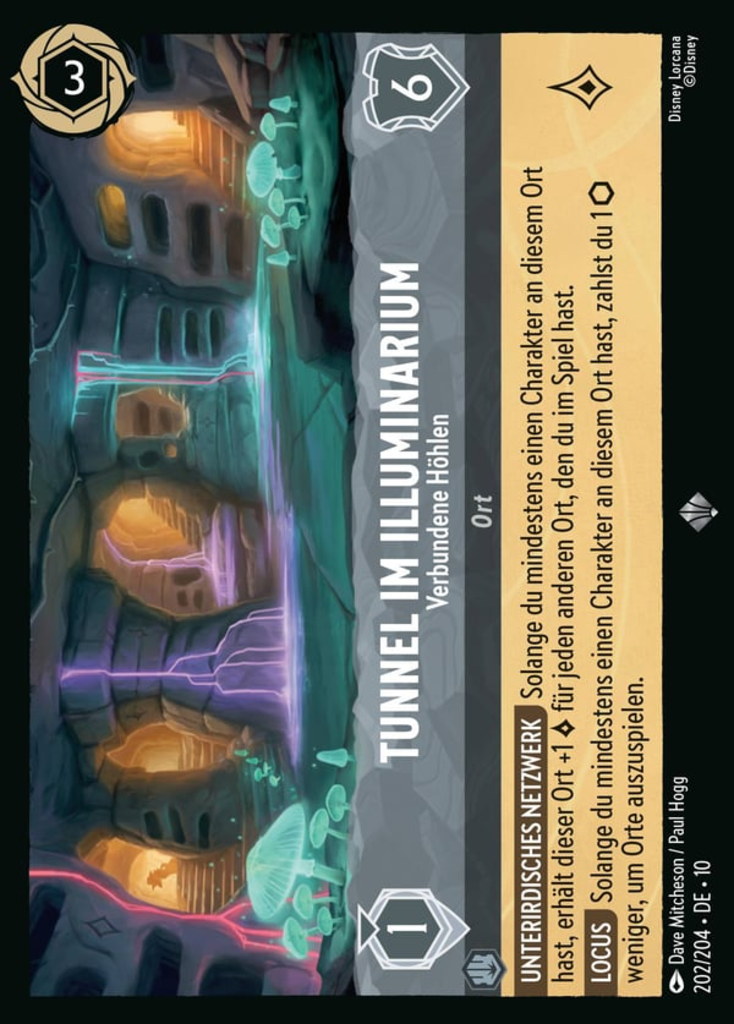 3
TUNNEL IM ILLUMINARIUM
Verbundene Höhlen
1
6
Ort
UNTERIRDISCHES NETZWERK Solange du mindestens einen Charakter an diesem Ort
hast, erhält dieser Ort +1 für jeden anderen Ort, den du im Spiel hast.
LOCUS Solange du mindestens einen Charakter an diesem Ort hast, zahlst du 1
weniger, um Orte auszuspielen.
Dave Mitcheson / Paul Hogg
202/204 • DE • 10
Disney Lorcana
©Disney